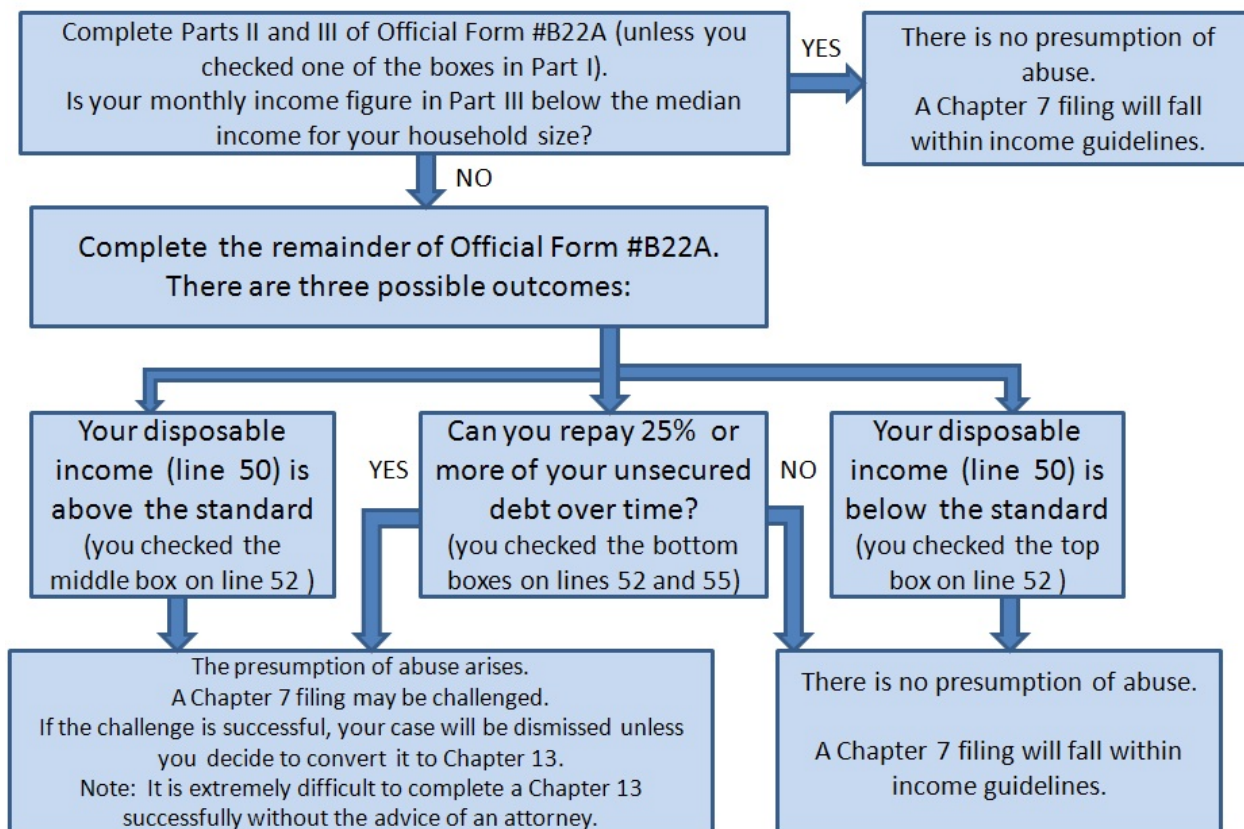 Complete Parts II and III of Official Form #B22A (unless you
checked one of the boxes in Part I).
Is your monthly income figure in Part III below the median
income for your household size?
YES
There is no presumption of
abuse.
A Chapter 7 filing will fall
within income guidelines.
NO
Complete the remainder of Official Form #B22A.
There are three possible outcomes:
Your disposable
income (line 50) is
above the standard
(you checked the
middle box on line 52 )
YES
Can you repay 25% or
more of your unsecured
debt over time?
(you checked the bottom
boxes on lines 52 and 55)
NO
Your disposable
income (line 50) is
below the standard
(you checked the top
box on line 52 )
The presumption of abuse arises.
A Chapter 7 filing may be challenged.
If the challenge is successful, your case will be dismissed unless
you decide to convert it to Chapter 13.
Note: It is extremely difficult to complete a Chapter 13
successfully without the advice of an attorney.
There is no presumption of abuse.
A Chapter 7 filing will fall within
income guidelines.